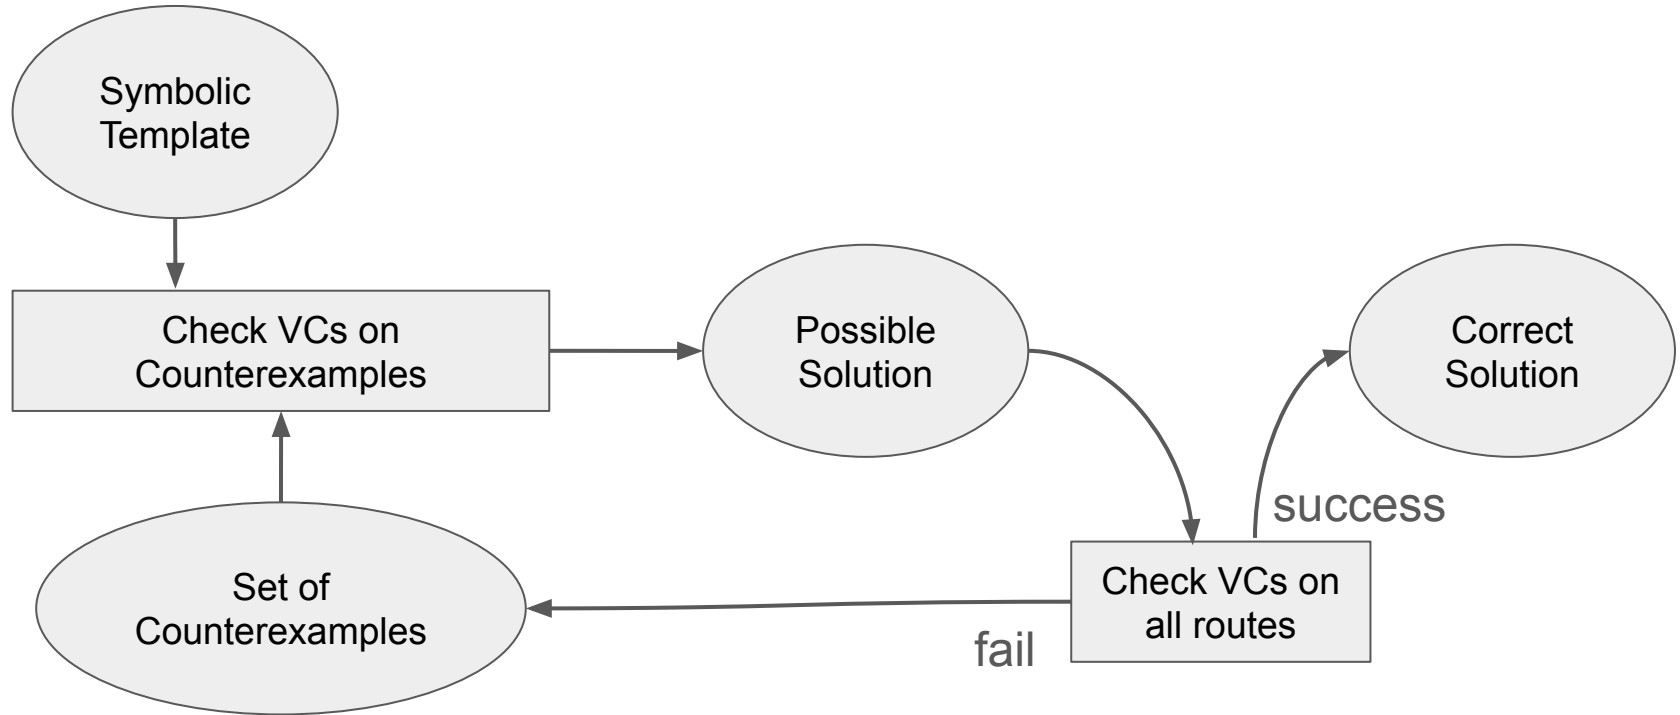 Symbolic
Template
Check VCs on
Counterexamples
Possible
Solution
Correct
Solution
success
Set of
Counterexamples
fail
Check VCs on
all routes